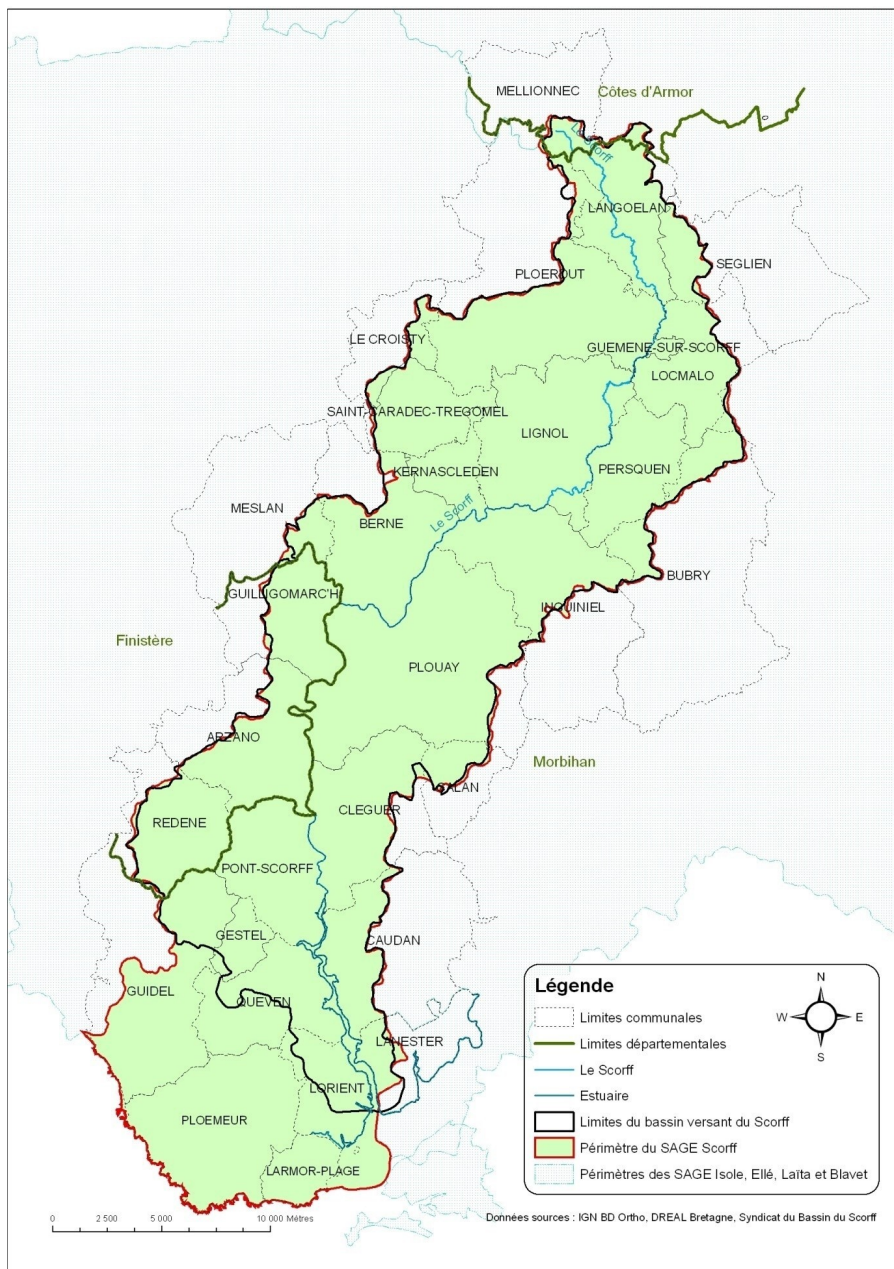 MELLIONNEC
Côtes d'Armor
Le Scorff
LANGOELAN
SEGLIEN
PLOEROUT
LE CROISTY
GUEMENE-SUR-SCORFF
LOCMALO
SAINT-CARADEC-TREGOMEL
LIGNOL
KERNASCLEDEN
PERSQUEN
MESLAN
Le Scorff
BERNE
BUBRY
GUILLIGOMARC'H
INGUINIEL
Finistère
PLOUAY
ARZANO
Morbihan
CALAN
CLEGUER
REDENE
PONT-SCORFF
GESTEL
CAUDAN
GUIDEL
QUEVEN
LANESTER
LORIENT
PLOEMEUR
LARMOR-PLAGE
Légende
N
W
E
S
Limites communales
Limites départementales
Le Scorff
Estuaire
Limites du bassin versant du Scorff
Périmètre du SAGE Scorff
Périmètres des SAGE Isole, Ellé, Laïta et Blavet
0 2 500 5 000 10 000 Mètres
Données sources : IGN BD Ortho, DREAL Bretagne, Syndicat du Bassin du Scorff